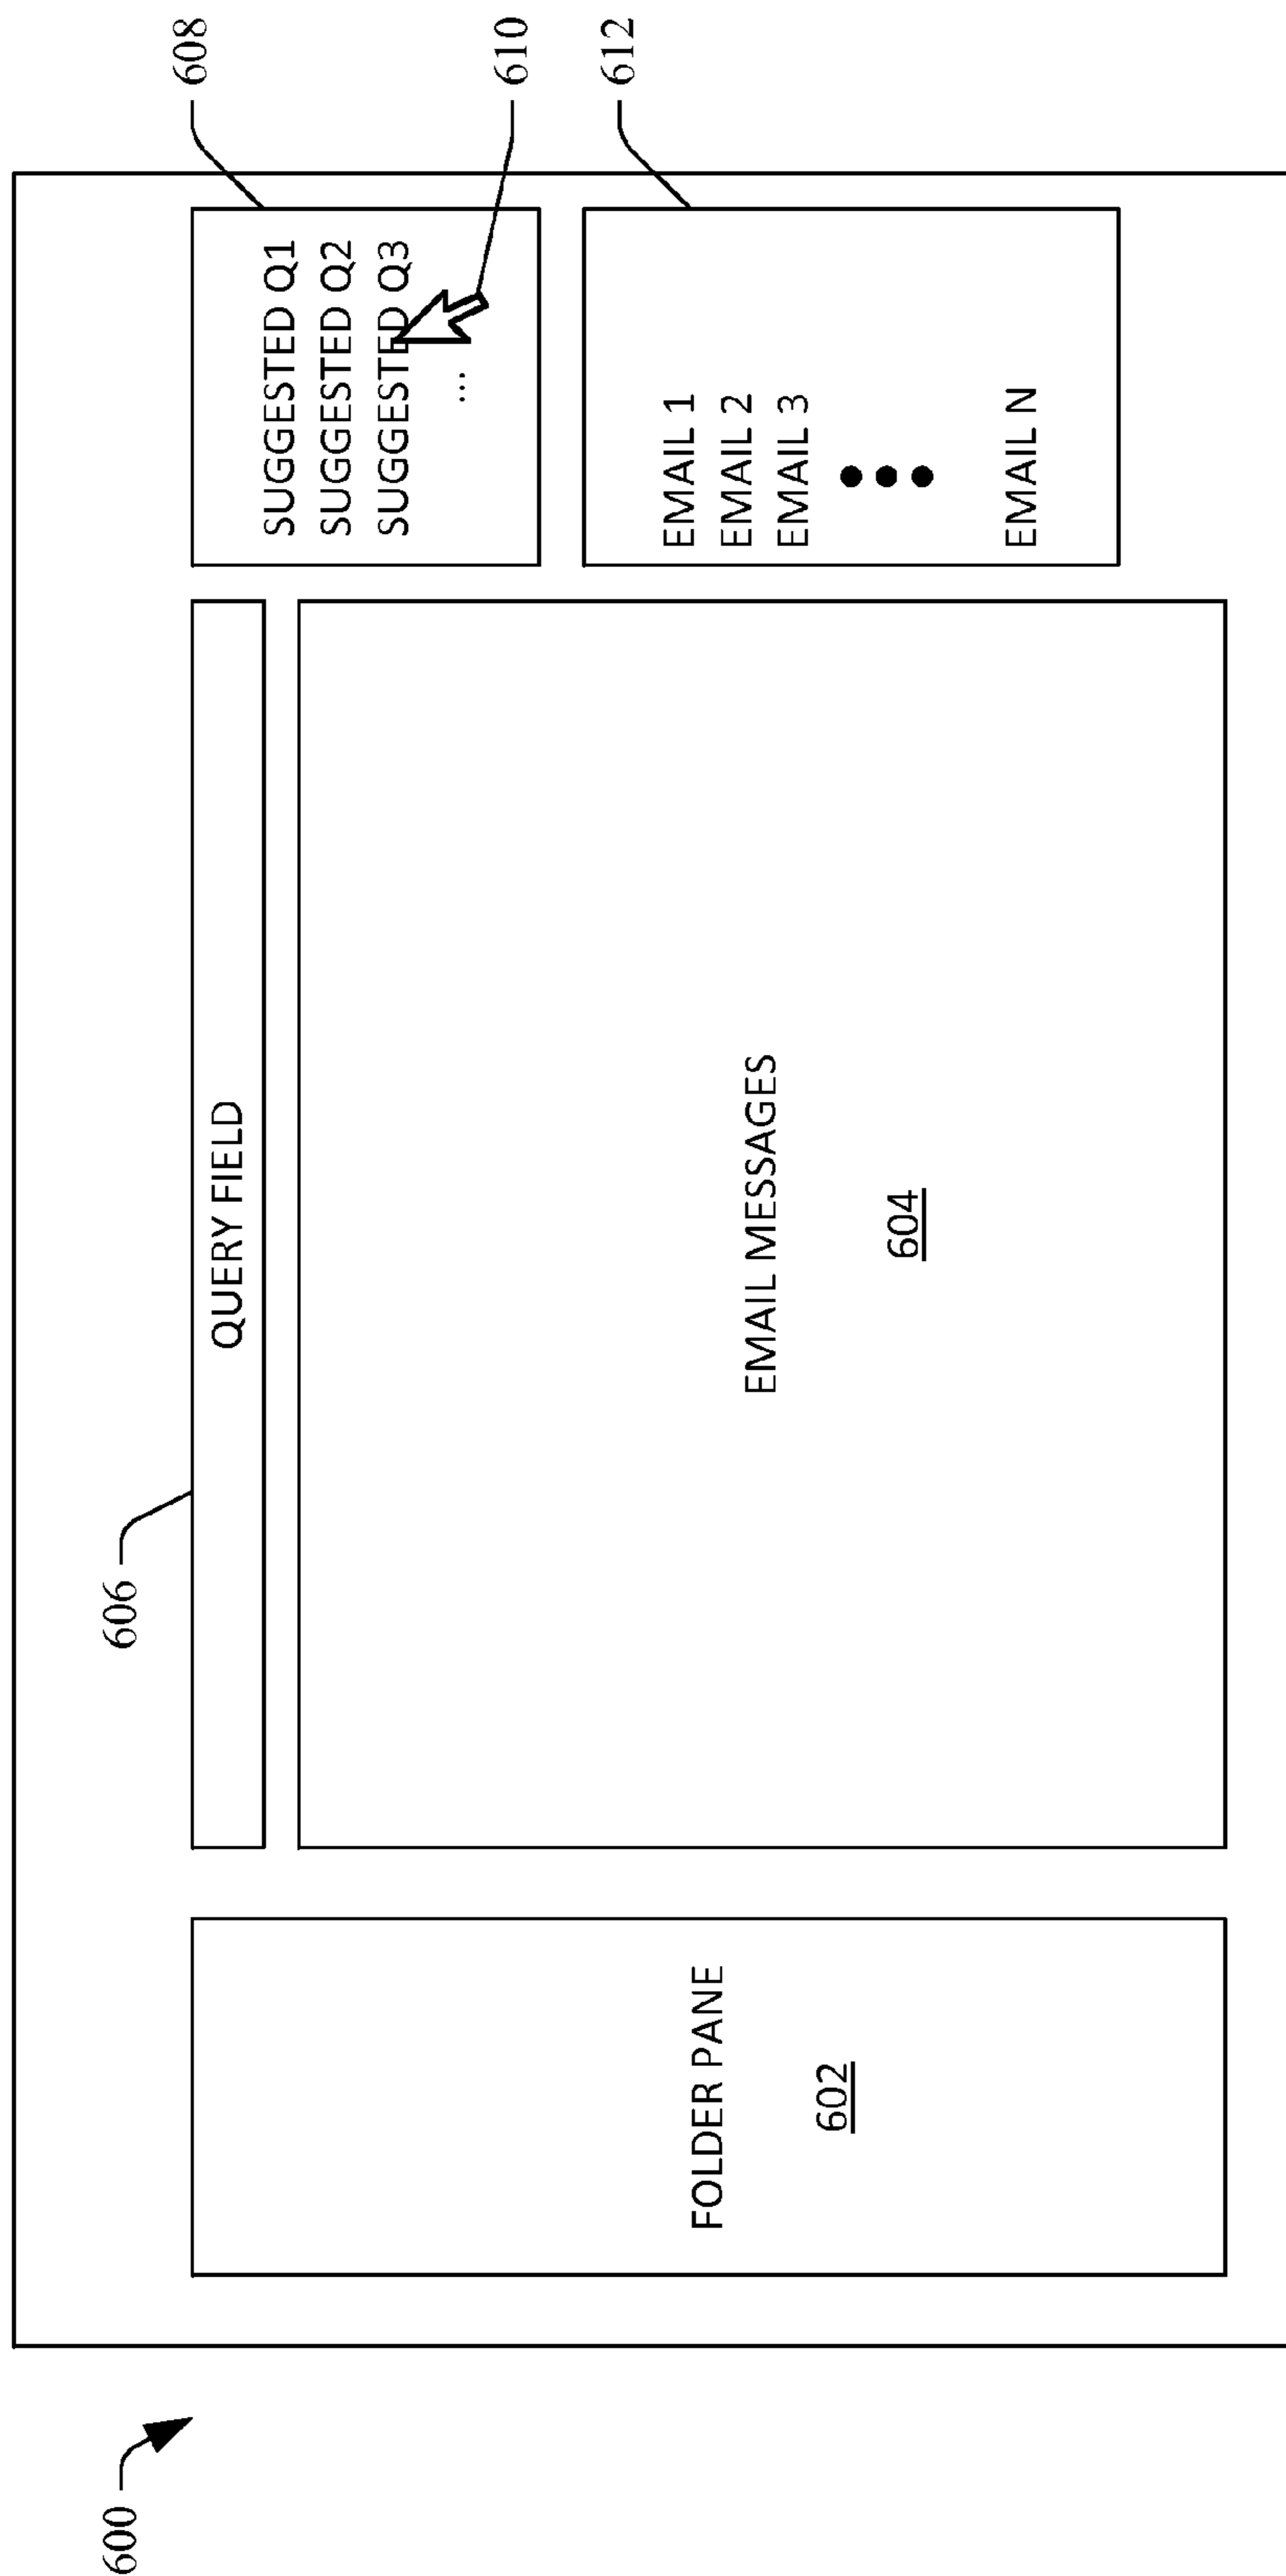 600
606
608
610
612
QUERY FIELD
FOLDER PANE
602
EMAIL MESSAGES
604
SUGGESTED Q1
SUGGESTED Q2
SUGGESTED Q3
...
EMAIL 1
EMAIL 2
EMAIL 3
EMAIL N